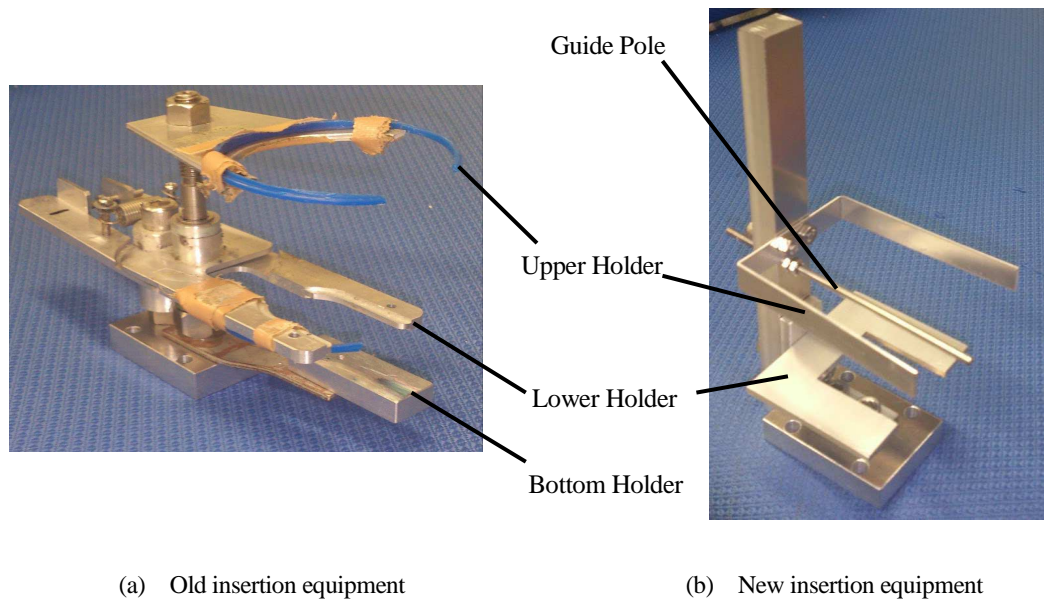 Guide Pole
Upper Holder
Lower Holder
Bottom Holder
(a) Old insertion equipment
(b) New insertion equipment